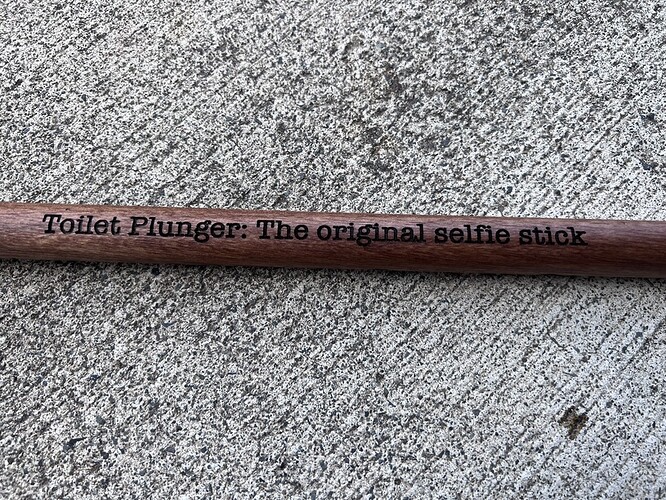 Toilet Plunger: The original selfie stick